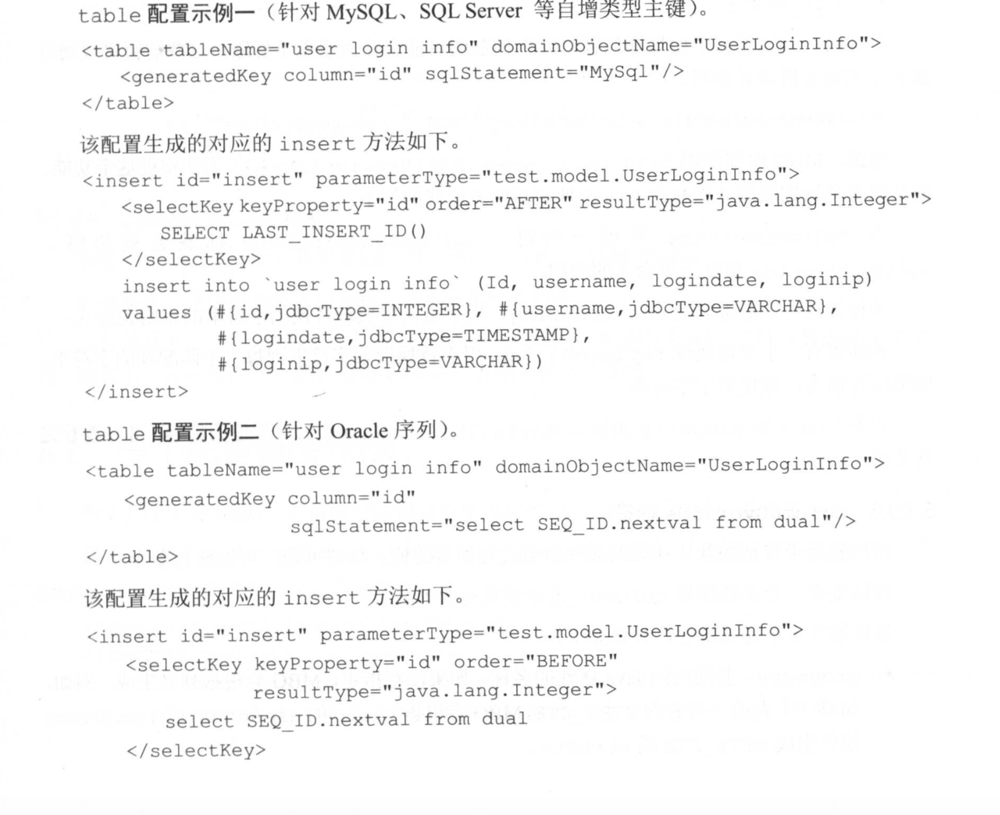 table 配置示例一（针对 MySQL、SQL Server 等自增类型主键）。
<table tableName="user login info" domainObjectName="UserLoginInfo">
<generatedKey column="id" sqlStatement="MySql"/>
</table>
该配置生成的对应的 insert 方法如下。
<insert id="insert" parameterType="test.model.UserLoginInfo">
<selectKey keyProperty="id" order="AFTER" resultType="java.lang.Integer">
SELECT LAST_INSERT_ID()
</selectKey>
insert into `user login info` (Id, username, logindate, loginip)
values (#{id,jdbcType=INTEGER}, #{username,jdbcType=VARCHAR},
#{logindate,jdbcType=TIMESTAMP},
#{loginip,jdbcType=VARCHAR})
</insert>
table 配置示例二（针对 Oracle 序列）。
<table tableName="user login info" domainObjectName="UserLoginInfo">
<generatedKey column="id"
sqlStatement="select SEQ_ID.nextval from dual"/>
</table>
该配置生成的对应的 insert 方法如下。
<insert id="insert" parameterType="test.model.UserLoginInfo">
<selectKey keyProperty="id" order="BEFORE"
resultType="java.lang.Integer">
select SEQ_ID.nextval from dual
</selectKey>